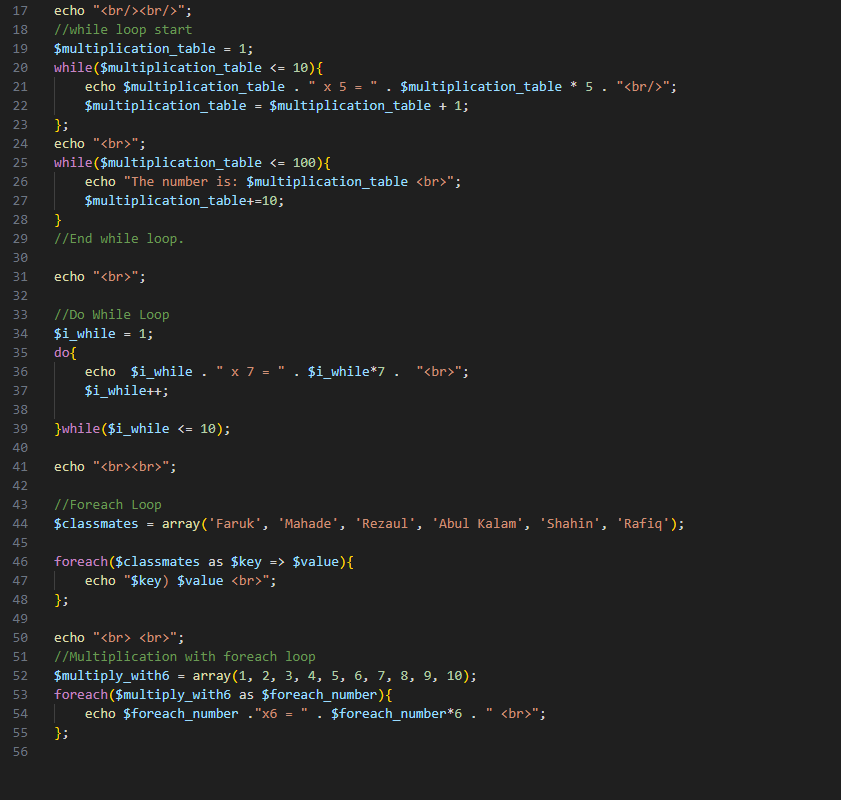 17 echo "<br/><br/>";
18 //while loop start
19 $multiplication_table = 1;
20 while($multiplication_table <= 10){
21     echo $multiplication_table . " x 5 = " . $multiplication_table * 5 . "<br/>";
22     $multiplication_table = $multiplication_table + 1;
23 };
24 echo "<br>";
25 while($multiplication_table <= 100){
26     echo "The number is: $multiplication_table <br>";
27     $multiplication_table+=10;
28 }
29 //End while loop.
30
31 echo "<br>";
32
33 //Do While Loop
34 $i_while = 1;
35 do{
36     echo  $i_while . " x 7 = " . $i_while*7 .  "<br>";
37     $i_while++;
38
39 }while($i_while <= 10);
40
41 echo "<br><br>";
42
43 //Foreach Loop
44 $classmates = array('Faruk', 'Mahade', 'Rezaul', 'Abul Kalam', 'Shahin', 'Rafiq');
45
46 foreach($classmates as $key => $value){
47     echo "$key) $value <br>";
48 };
49
50 echo "<br> <br>";
51 //Multiplication with foreach loop
52 $multiply_with6 = array(1, 2, 3, 4, 5, 6, 7, 8, 9, 10);
53 foreach($multiply_with6 as $foreach_number){
54     echo $foreach_number ."x6 = " . $foreach_number*6 . " <br>";
55 };
56